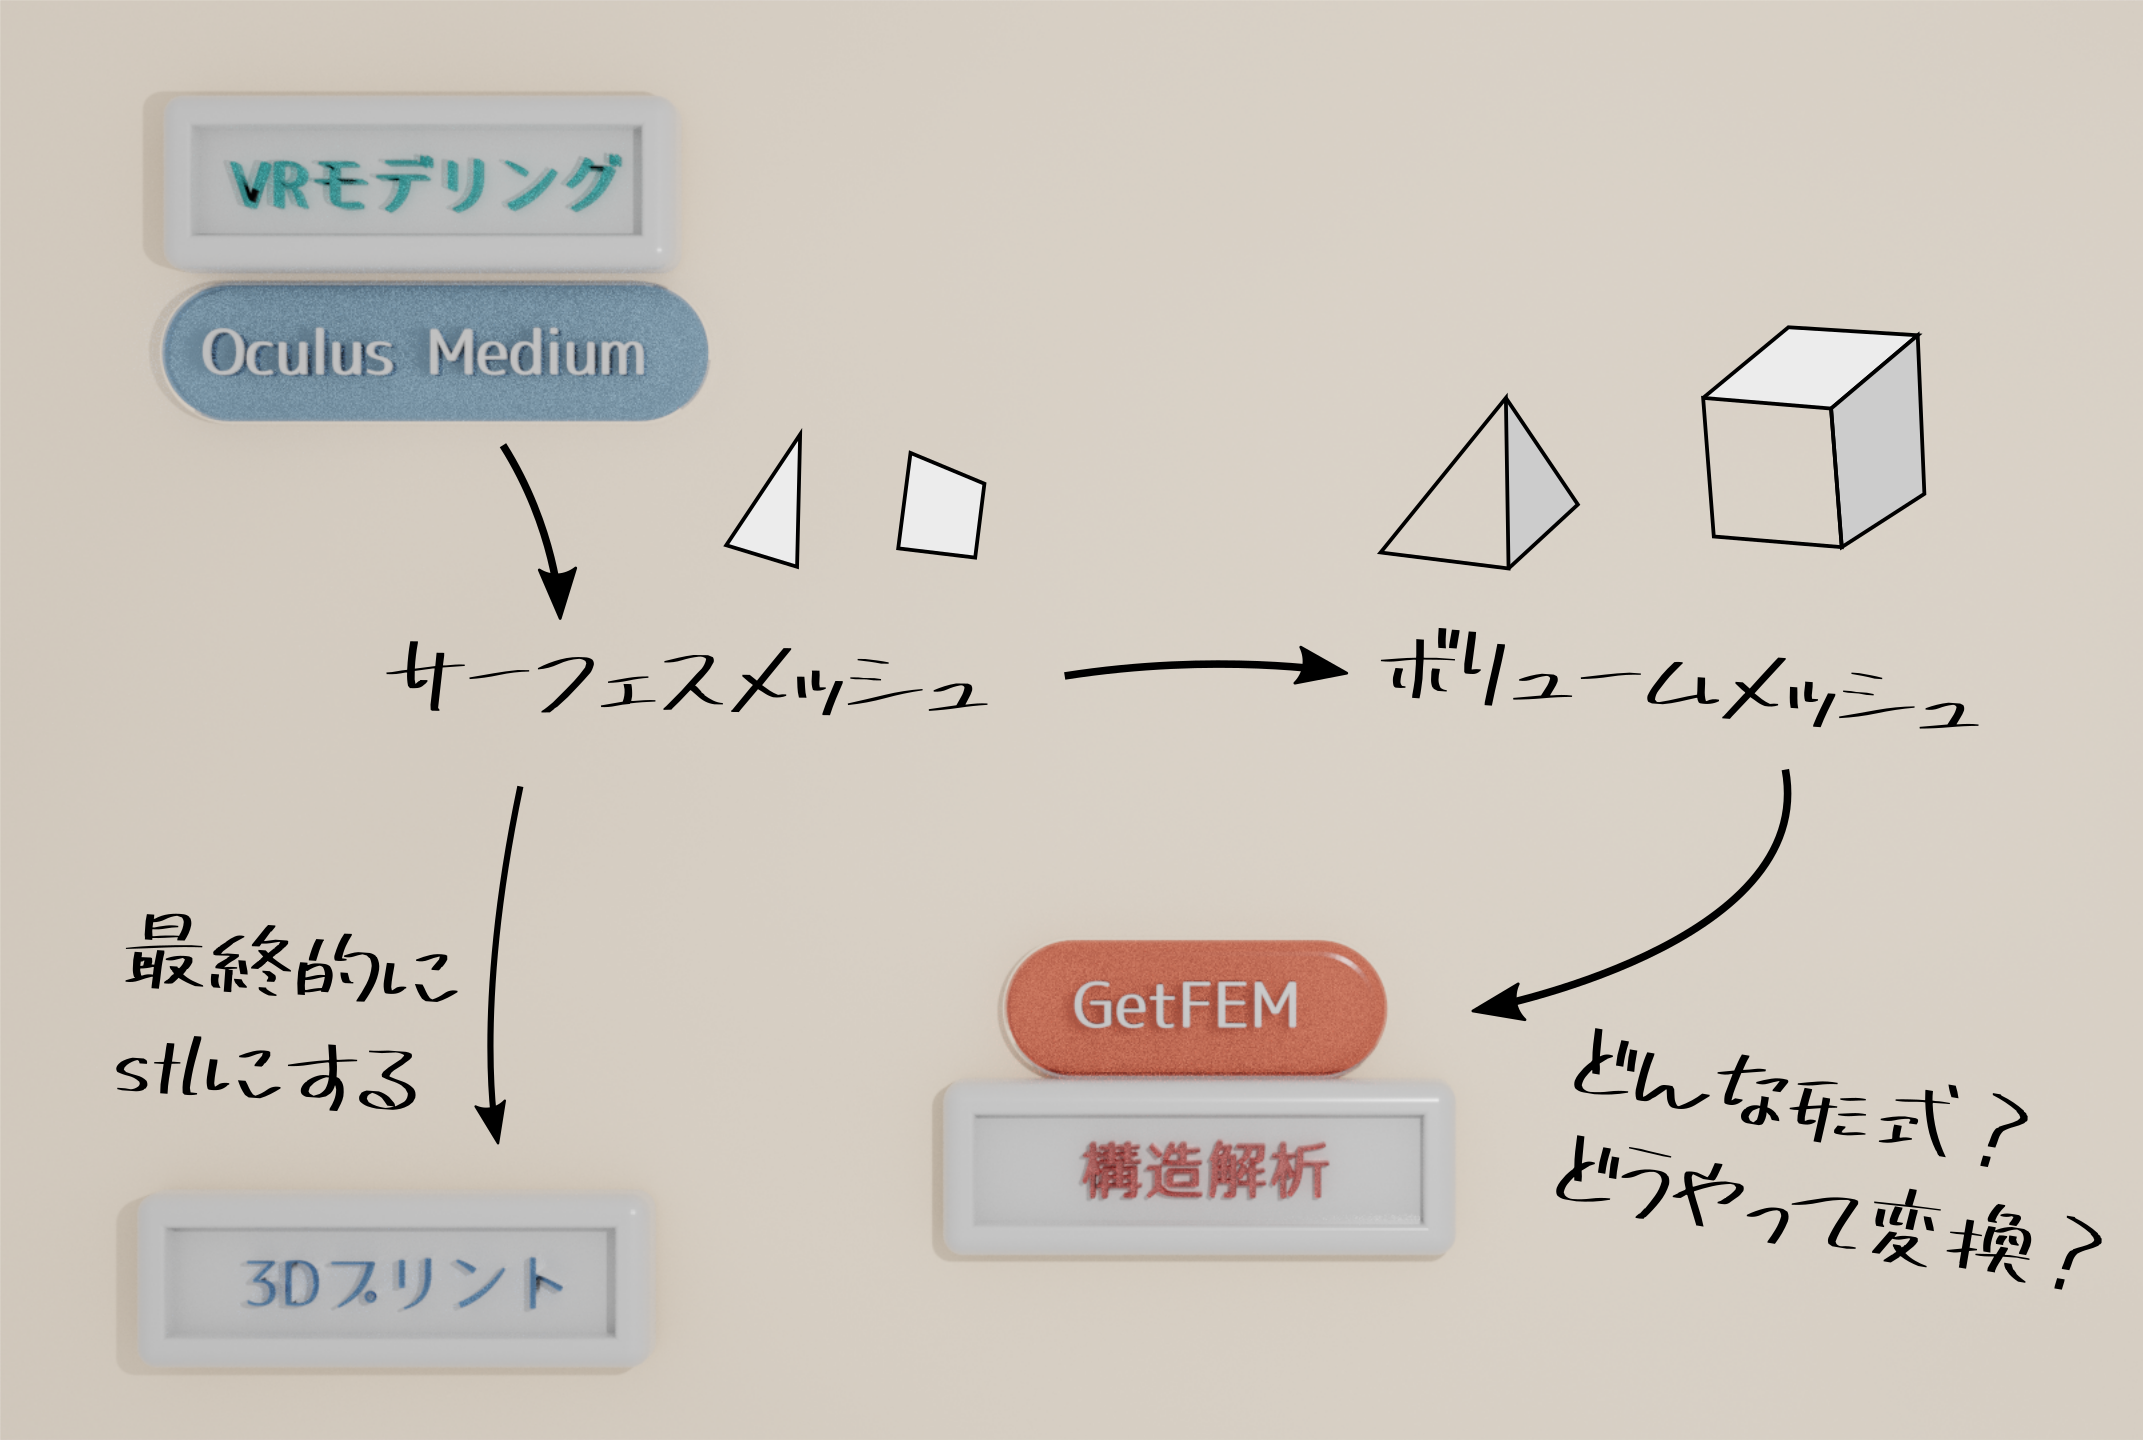 VRモデリング
Oculus Medium
サーフェスメッシュ
ボリュームメッシュ
最終的に
stlにする
3Dプリント
GetFEM
構造解析
どんな形式?
どうやって変換?